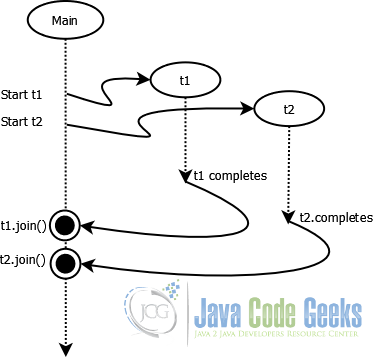 Main
t1
Start t1
t2
Start t2
t1 completes
t2.completes
t1.join()
t2.join()
JCG
Java Code Geeks
JAVA 2 JAVA DEVELOPERS RESOURCE CENTER